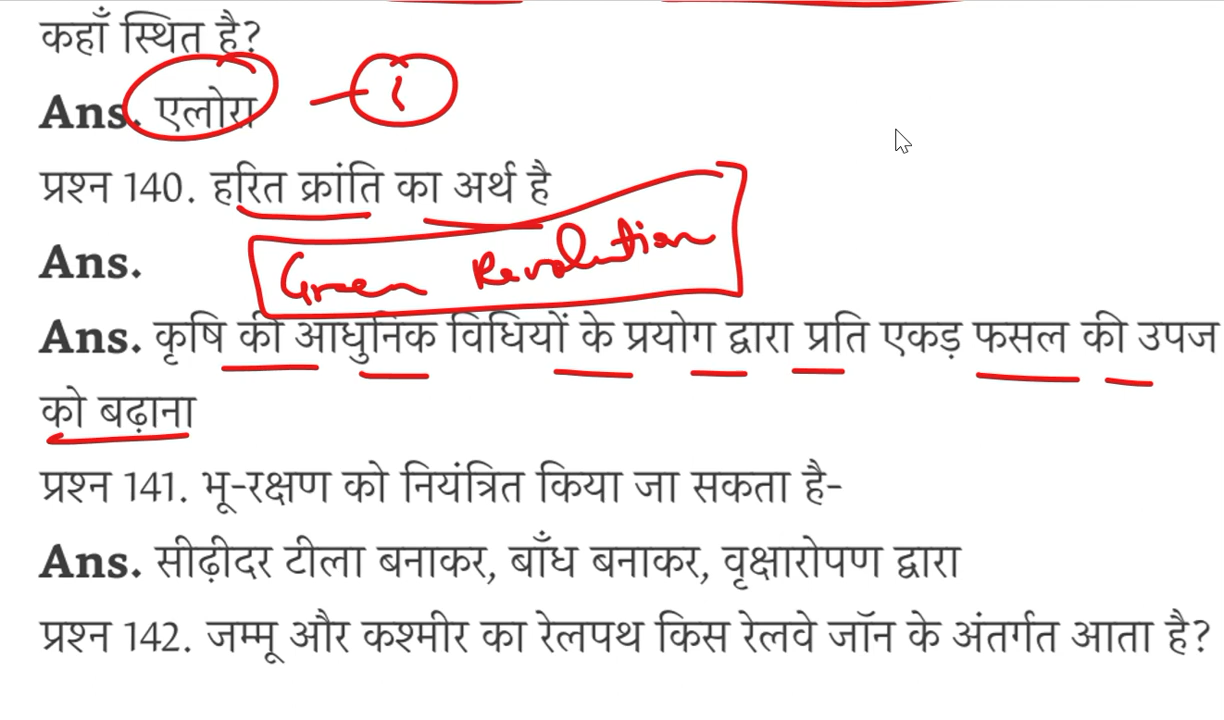 कहाँ स्थित है?
Ans. एलोरा
प्रश्न 140. हरित क्रांति का अर्थ है
Ans.
Green Revolution
Ans. कृषि की आधुनिक विधियों के प्रयोग द्वारा प्रति एकड़ फसल की उपज
को बढ़ाना
प्रश्न 141. भू-रक्षण को नियंत्रित किया जा सकता है-
Ans. सीढ़ीदर टीला बनाकर, बाँध बनाकर, वृक्षारोपण द्वारा
प्रश्न 142. जम्मू और कश्मीर का रेलपथ किस रेलवे जॉन के अंतर्गत आता है?